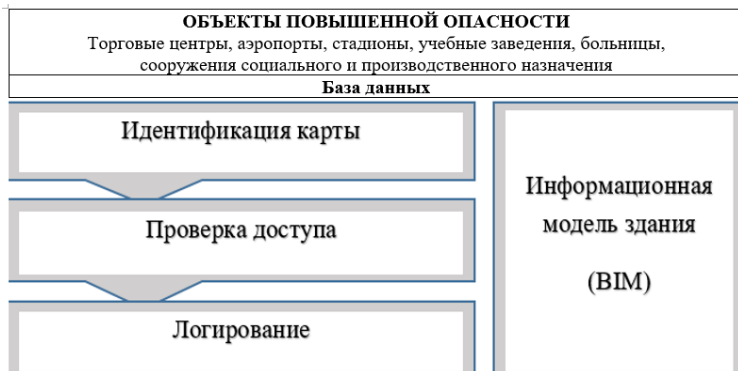 ОБЪЕКТЫ ПОВЫШЕННОЙ ОПАСНОСТИ
Торговые центры, аэропорты, стадионы, учебные заведения, больницы,
сооружения социального и производственного назначения
База данных
Идентификация карты
Проверка доступа
Логирование
Информационная
модель здания
(BIM)